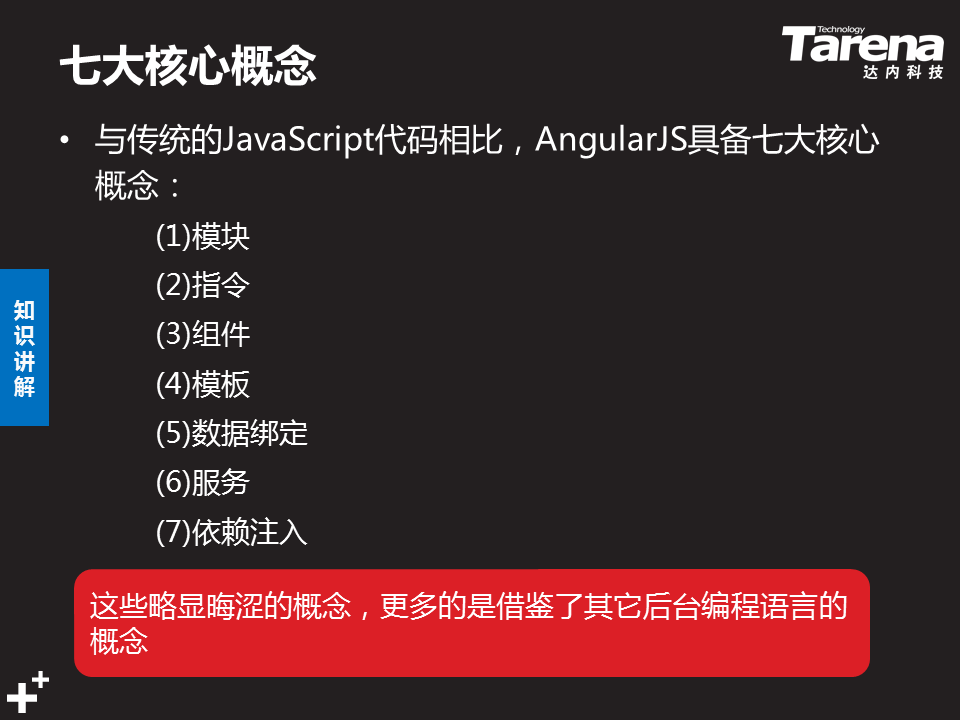 七大核心概念
Technology
Tarena
达内科技
• 与传统的JavaScript代码相比，AngularJS具备七大核心
概念：
(1)模块
(2)指令
(3)组件
(4)模板
(5)数据绑定
(6)服务
(7)依赖注入
知识讲解
这些略显晦涩的概念，更多的是借鉴了其它后台编程语言的
概念